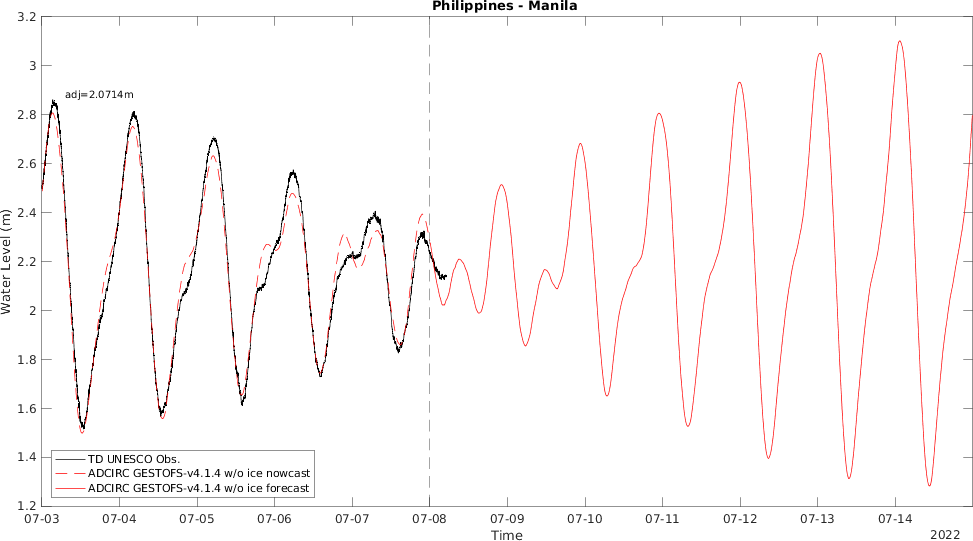 Philippines - Manila
3.2
3
2.8
2.6
2.4
2.2
2
1.8
1.6
1.4
1.2
Water Level (m)
adj=2.0714m
TD UNESCO Obs.
ADCIRC GESTOFS-v4.1.4 w/o ice nowcast
ADCIRC GESTOFS-v4.1.4 w/o ice forecast
07-03 07-04 07-05 07-06 07-07 07-08 07-09 07-10 07-11 07-12 07-13 07-14
Time
2022